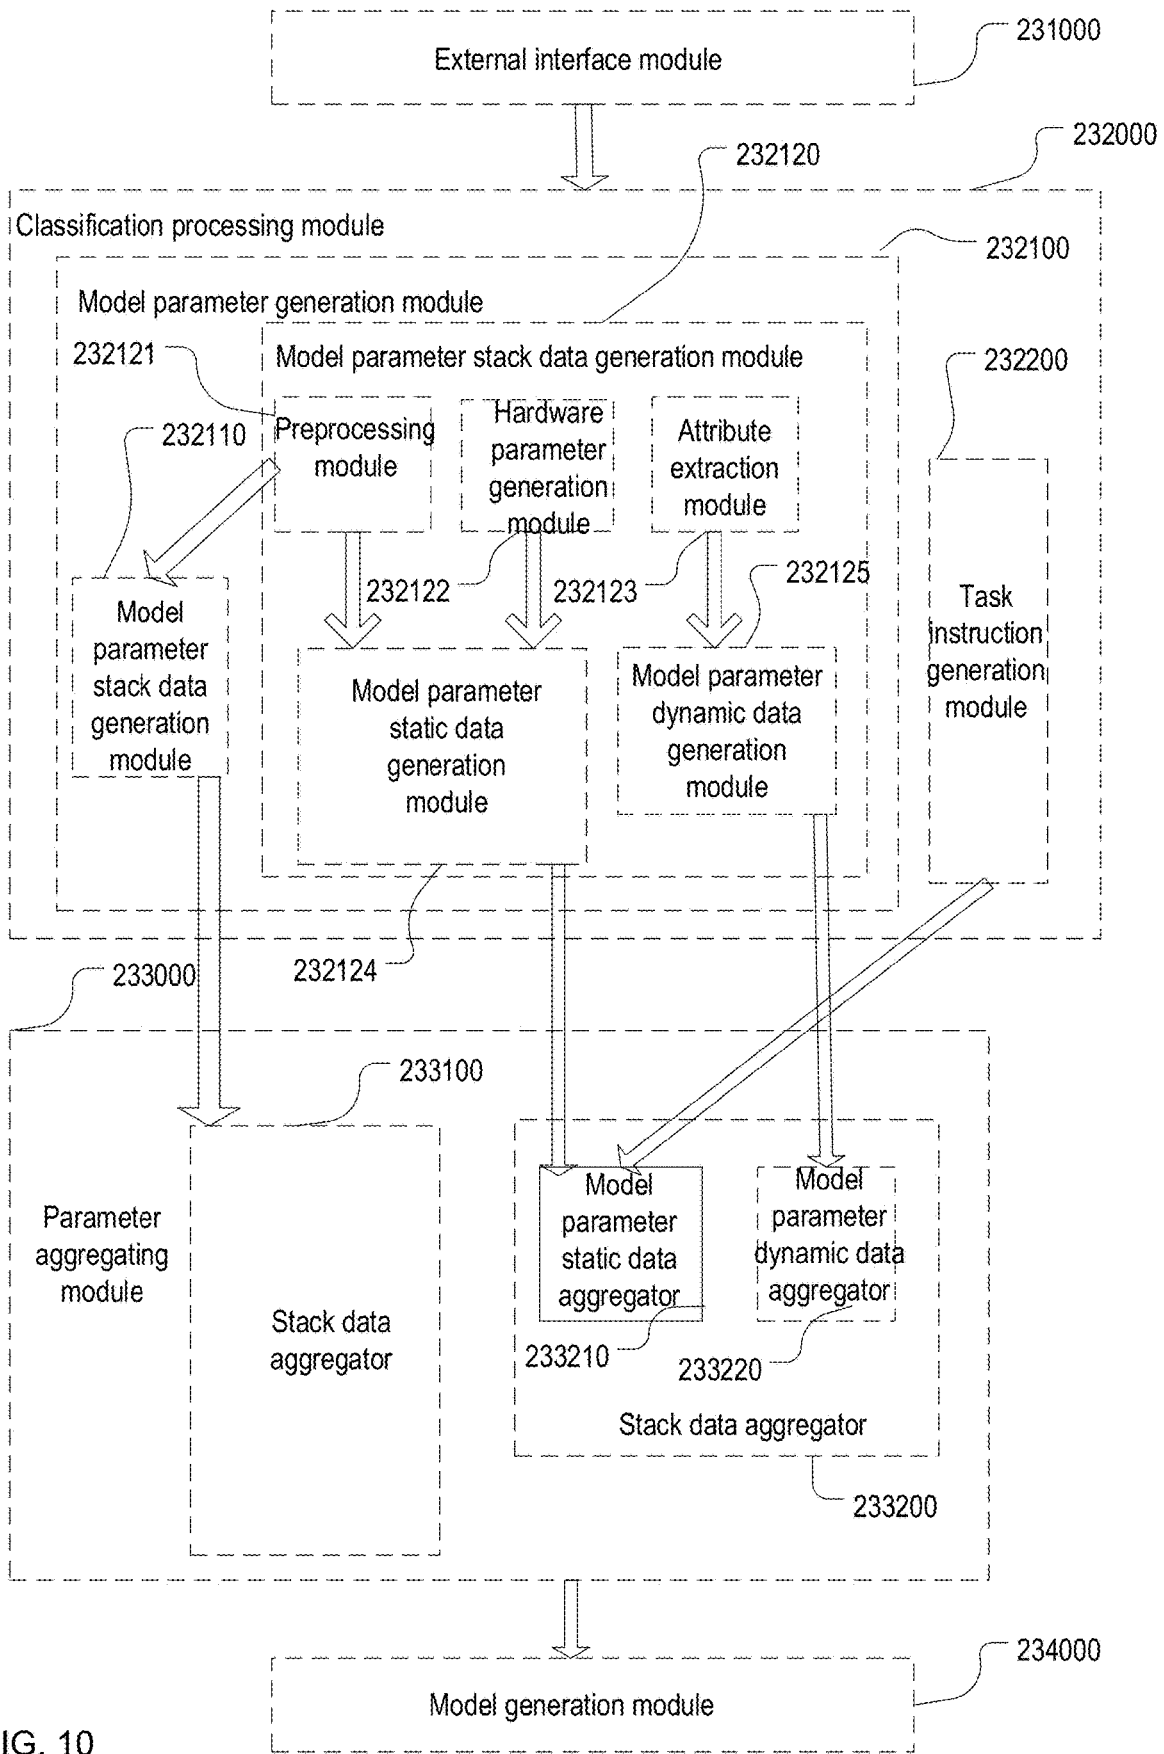 External interface module
231000
232000
232120
Classification processing module
232100
Model parameter generation module
232121
Model parameter stack data generation module
232200
232110
Preprocessing
module
Hardware
parameter
generation
module
Attribute
extraction
module
232122
232123
232125
Model
parameter
stack data
generation
module
Model parameter
static data
generation
module
Model parameter
dynamic data
generation
module
Task
instruction
generation
module
232124
233000
233100
Parameter
aggregating
module
Stack data
aggregator
Model
parameter
static data
aggregator
Model
parameter
dynamic data
aggregator
233210
233220
Stack data aggregator
233200
234000
Model generation module
IG. 10